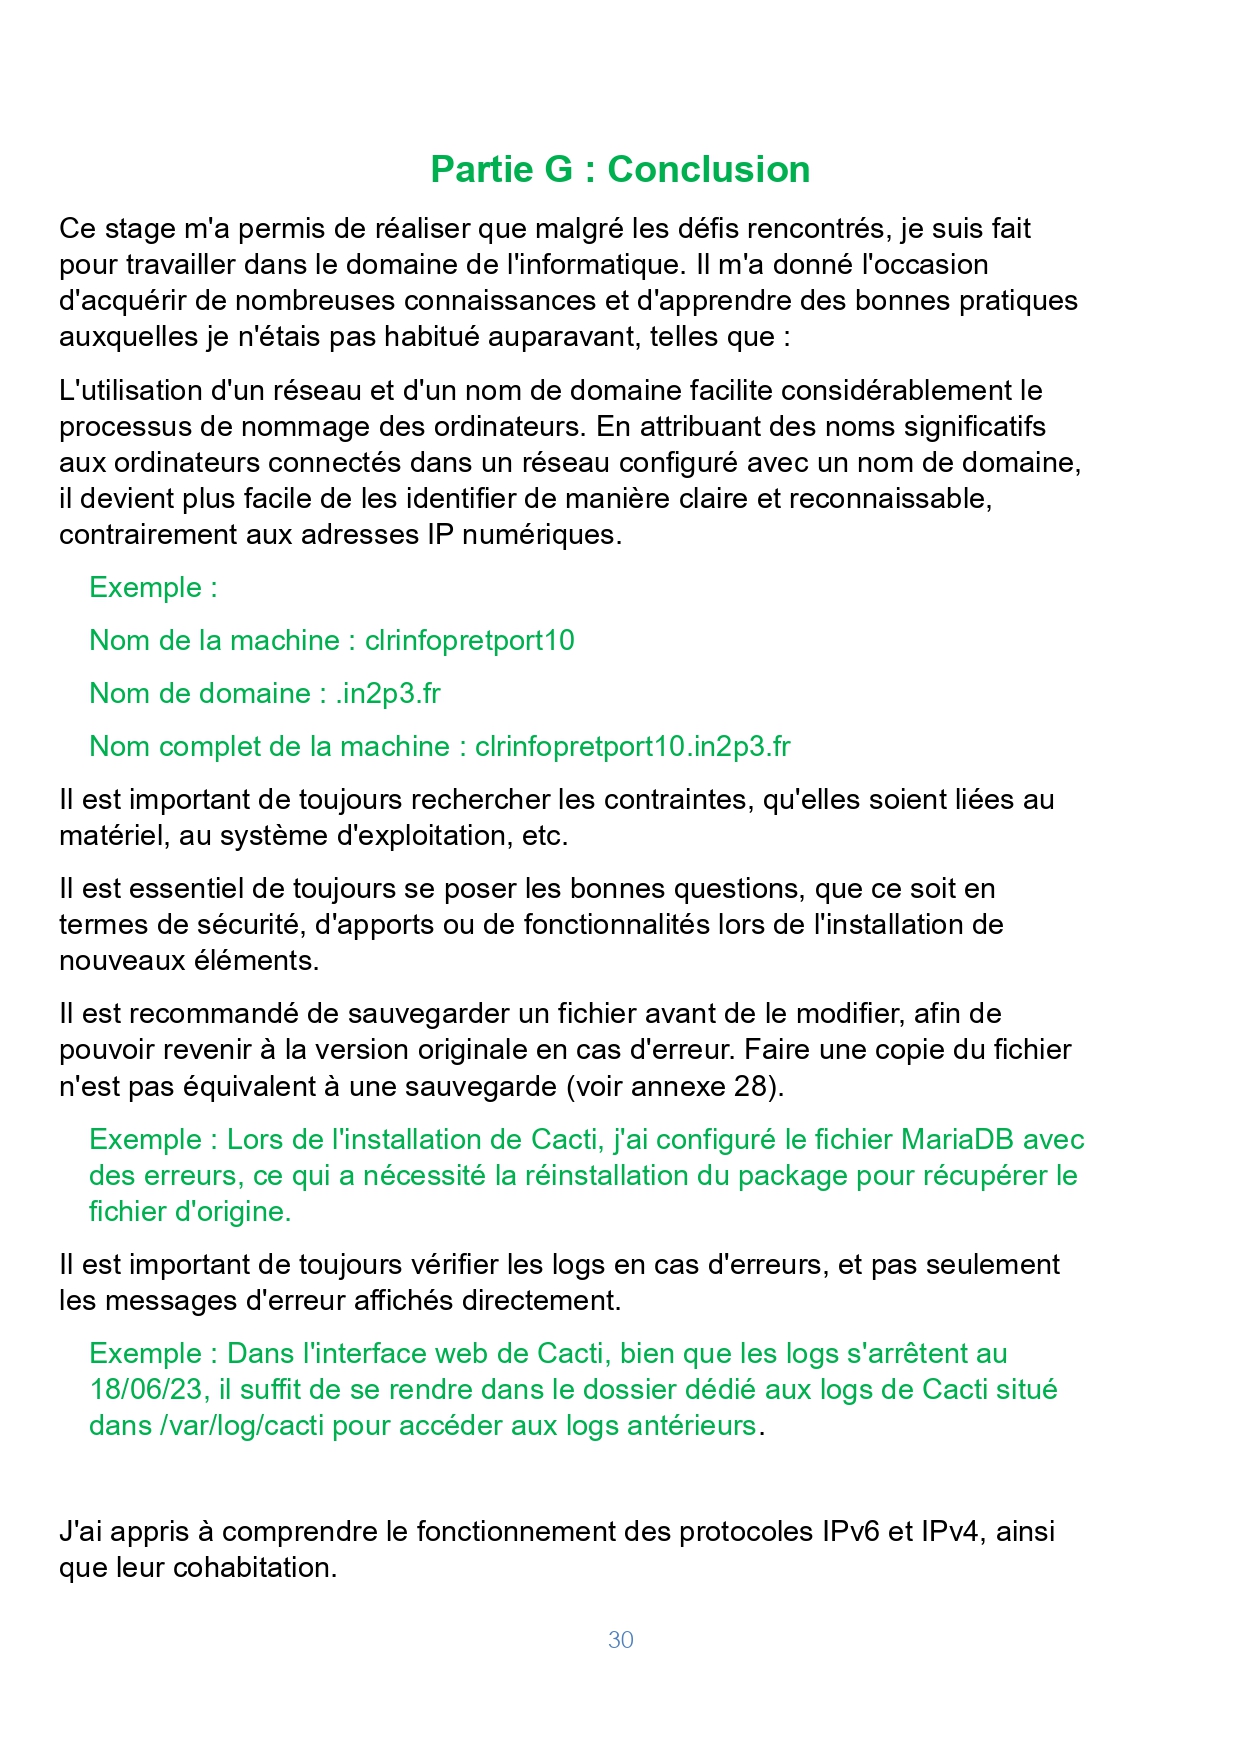 Partie G : Conclusion
Ce stage m'a permis de réaliser que malgré les défis rencontrés, je suis fait
pour travailler dans le domaine de l'informatique. Il m'a donné l'occasion
d'acquérir de nombreuses connaissances et d'apprendre des bonnes pratiques
auxquelles je n'étais pas habitué auparavant, telles que :
L'utilisation d'un réseau et d'un nom de domaine facilite considérablement le
processus de nommage des ordinateurs. En attribuant des noms significatifs
aux ordinateurs connectés dans un réseau configuré avec un nom de domaine,
il devient plus facile de les identifier de manière claire et reconnaissable,
contrairement aux adresses IP numériques.
Exemple :
Nom de la machine : clrinfopretport10
Nom de domaine : .in2p3.fr
Nom complet de la machine : clrinfopretport10.in2p3.fr
Il est important de toujours rechercher les contraintes, qu'elles soient liées au
matériel, au système d'exploitation, etc.
Il est essentiel de toujours se poser les bonnes questions, que ce soit en
termes de sécurité, d'apports ou de fonctionnalités lors de l'installation de
nouveaux éléments.
Il est recommandé de sauvegarder un fichier avant de le modifier, afin de
pouvoir revenir à la version originale en cas d'erreur. Faire une copie du fichier
n'est pas équivalent à une sauvegarde (voir annexe 28).
Exemple : Lors de l'installation de Cacti, j'ai configuré le fichier MariaDB avec
des erreurs, ce qui a nécessité la réinstallation du package pour récupérer le
fichier d'origine.
Il est important de toujours vérifier les logs en cas d'erreurs, et pas seulement
les messages d'erreur affichés directement.
Exemple : Dans l'interface web de Cacti, bien que les logs s'arrêtent au
18/06/23, il suffit de se rendre dans le dossier dédié aux logs de Cacti situé
dans /var/log/cacti pour accéder aux logs antérieurs.
J'ai appris à comprendre le fonctionnement des protocoles IPv6 et IPv4, ainsi
que leur cohabitation.
30